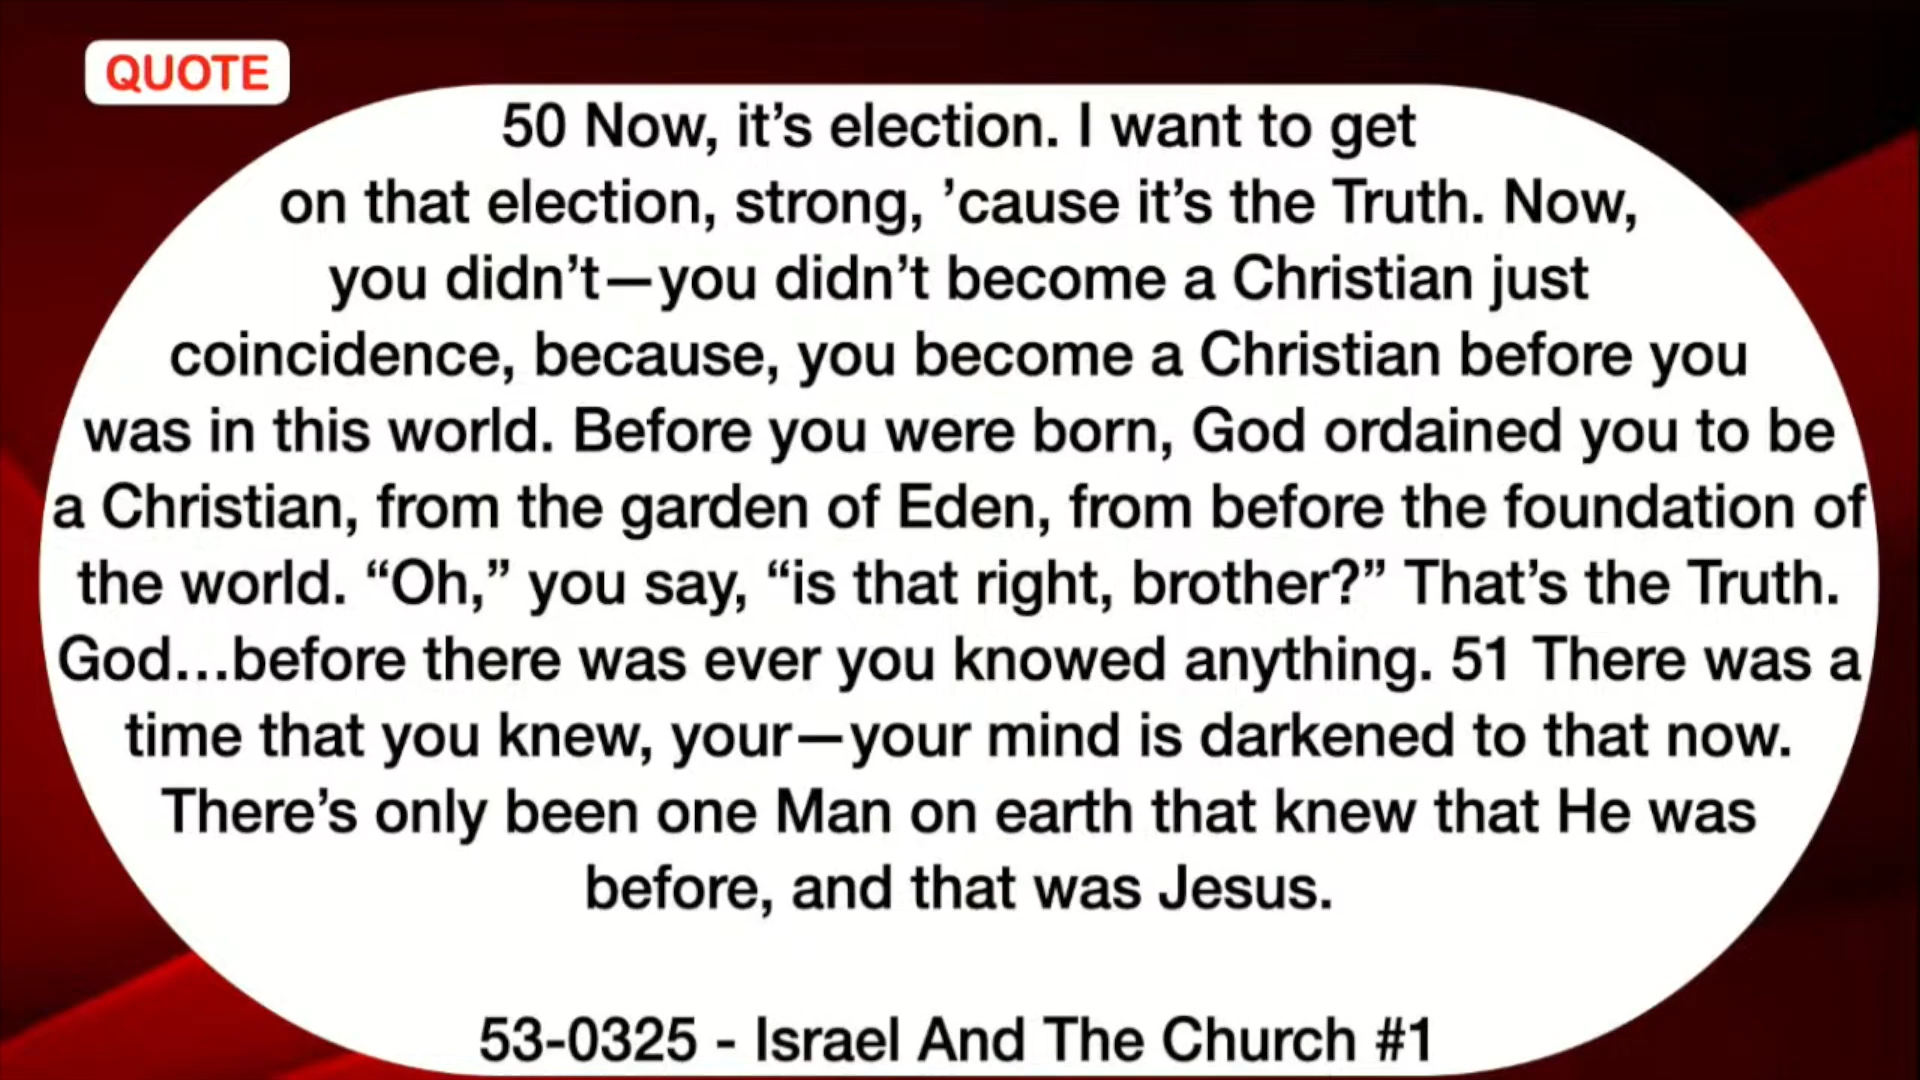 QUOTE
50 Now, it’s election. I want to get
on that election, strong, ’cause it’s the Truth. Now,
you didn’t—you didn’t become a Christian just
coincidence, because, you become a Christian before you
was in this world. Before you were born, God ordained you to be
a Christian, from the garden of Eden, from before the foundation of
the world. “Oh,” you say, “is that right, brother?” That’s the Truth.
God...before there was ever you knowed anything. 51 There was a
time that you knew, your—your mind is darkened to that now.
There’s only been one Man on earth that knew that He was
before, and that was Jesus.
53-0325 - Israel And The Church #1